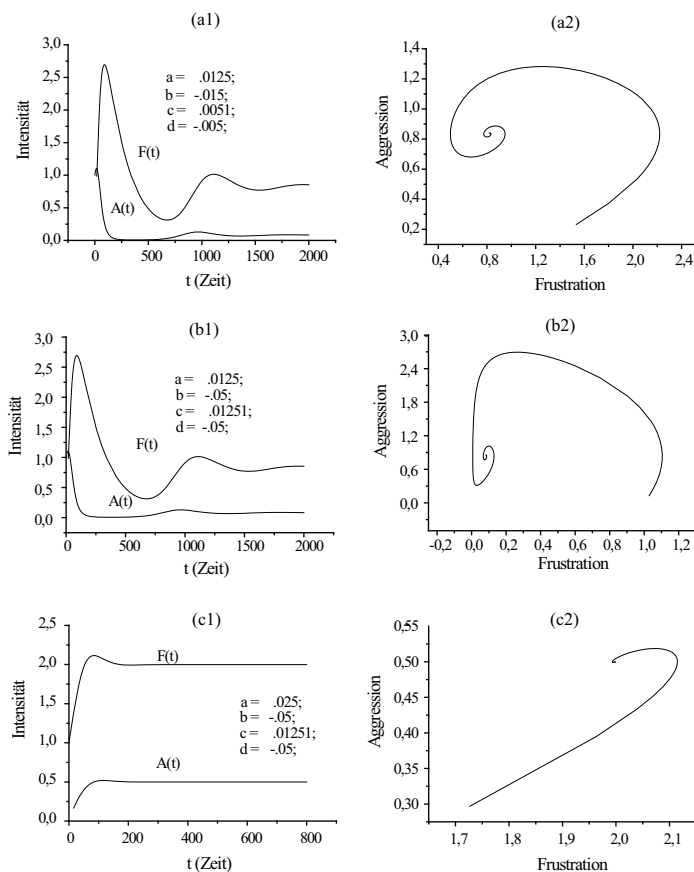 (a1)
Intensität
3,0
2,5
2,0
1,5
1,0
0,5
0,0
a = .0125;
b = -.015;
c = .0051;
d = -.005;
F(t)
A(t)
0
500
1000
1500
2000
t (Zeit)
(a2)
Aggression
1,4
1,2
1,0
0,8
0,6
0,4
0,2
0,4
0,8
1,2
1,6
2,0
2,4
Frustration
(b1)
Intensität
3,0
2,5
2,0
1,5
1,0
0,5
0,0
a = .0125;
b = -.05;
c = .01251;
d = -.05;
F(t)
A(t)
0
500
1000
1500
2000
t (Zeit)
(b2)
Aggression
3,0
2,4
1,8
1,2
0,6
0,0
-0,2
0,0
0,2
0,4
0,6
0,8
1,0
1,2
Frustration
(c1)
Intensität
2,5
2,0
1,5
1,0
0,5
0,0
F(t)
a = .025;
b = -.05;
c = .01251;
d = -.05;
A(t)
0
200
400
600
800
t (Zeit)
(c2)
Aggression
0,55
0,50
0,45
0,40
0,35
0,30
1,7
1,8
1,9
2,0
2,1
Frustration